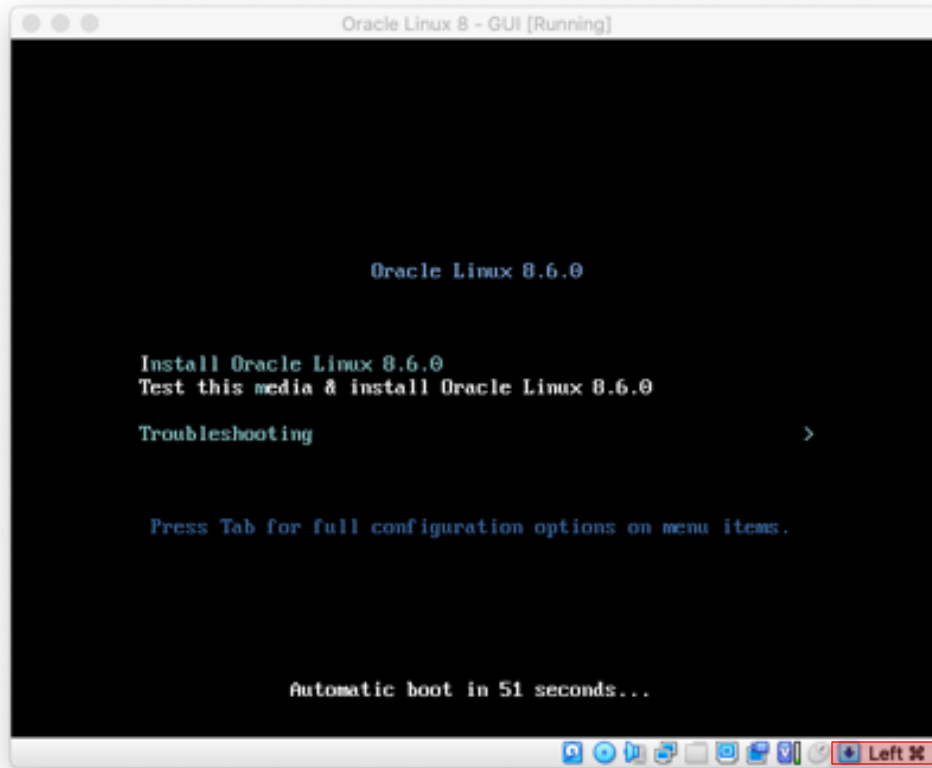 Oracle Linux 8 - GUI [Running]
Oracle Linux 8.6.0
Install Oracle Linux 8.6.0
Test this media & install Oracle Linux 8.6.0
Troubleshooting >
Press Tab for full configuration options on menu items.
Automatic boot in 51 seconds...
Left ⌘